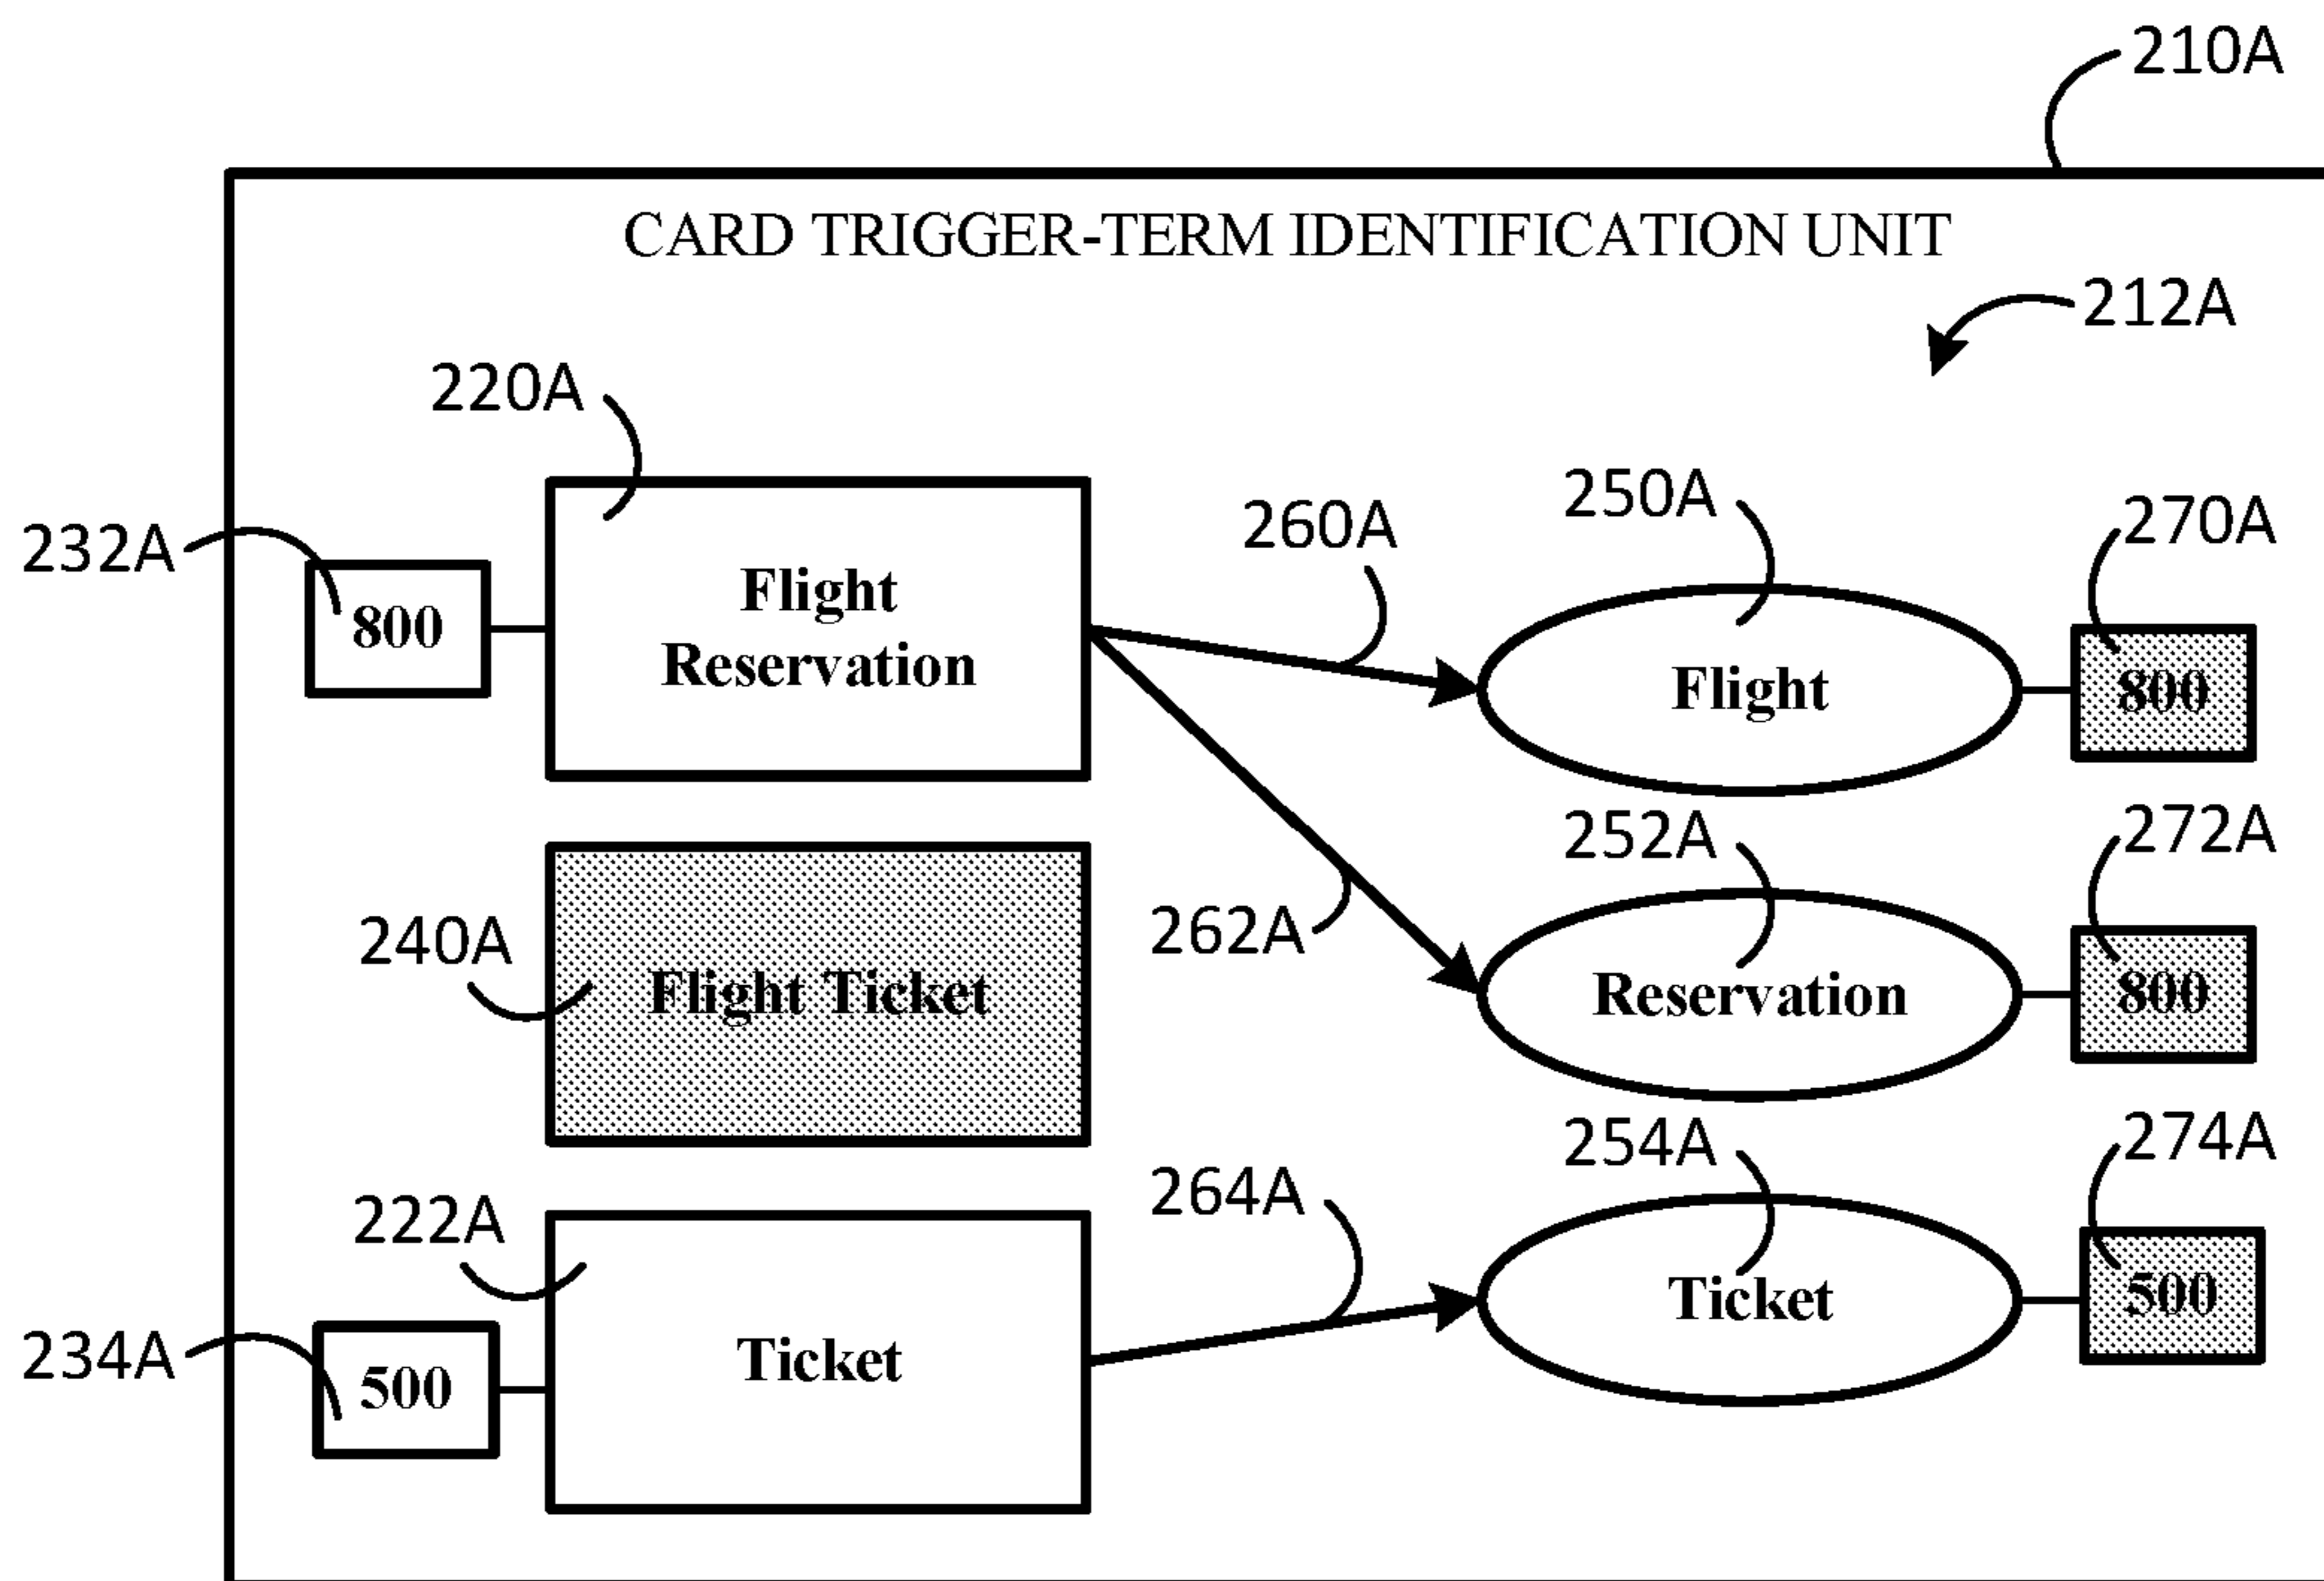 210A
CARD TRIGGER-TERM IDENTIFICATION UNIT
212A
220A
250A
270A
260A
232A
800
Flight
Reservation
Flight
800
252A
272A
240A
262A
Flight Ticket
Reservation
800
254A
274A
264A
222A
234A
500
Ticket
Ticket
500